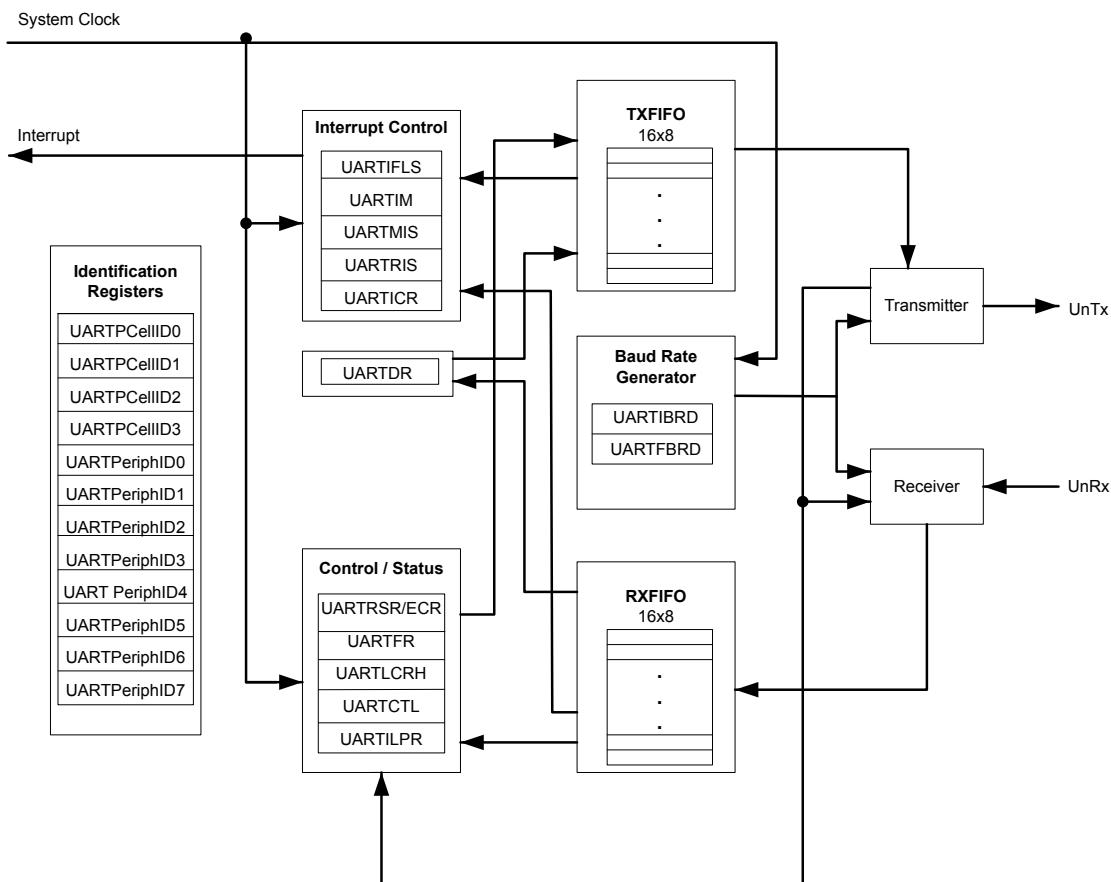 System Clock
Interrupt
Interrupt Control
UARTIFLS
UARTIM
UARTMIS
UARTRIS
UARTICR
TXFIFO
16x8
.
.
.
Identification
Registers
UARTPCellID0
UARTPCellID1
UARTPCellID2
UARTPCellID3
UARTPeriphID0
UARTPeriphID1
UARTPeriphID2
UARTPeriphID3
UART PeriphID4
UARTPeriphID5
UARTPeriphID6
UARTPeriphID7
UARTDR
Baud Rate
Generator
UARTIBRD
UARTFBRD
Transmitter
UnTx
Receiver
UnRx
Control / Status
UARTRSR/ECR
UARTFR
UARTLCRH
UARTCTL
UARTILPR
RXFIFO
16x8
.
.
.